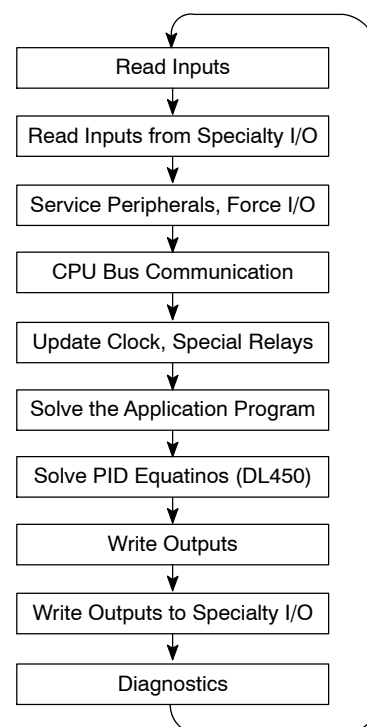 Read Inputs
Read Inputs from Specialty I/O
Service Peripherals, Force I/O
CPU Bus Communication
Update Clock, Special Relays
Solve the Application Program
Solve PID Equatinos (DL450)
Write Outputs
Write Outputs to Specialty I/O
Diagnostics